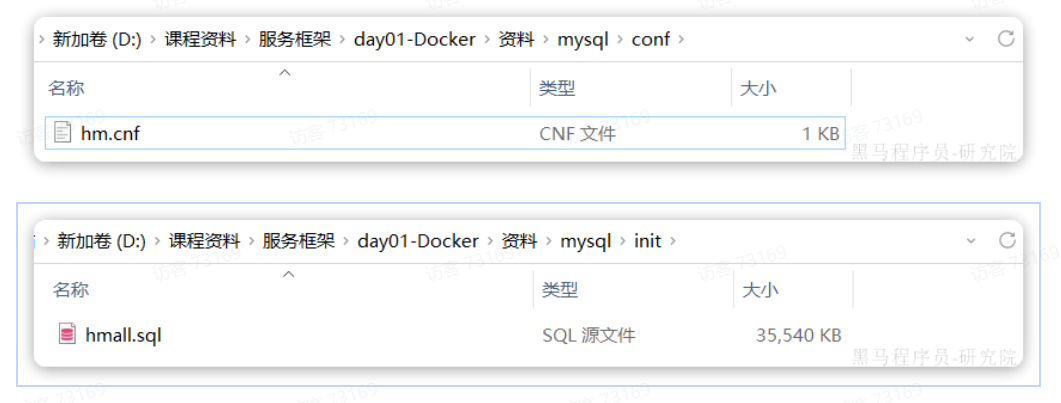 新加卷 (D:) › 课程资料 › 服务框架 › day01-Docker › 资料 › mysql › conf ›
名称 类型 大小
hm.cnf CNF 文件 1 KB
访客 73169
黑马程序员-研究院
新加卷 (D:) › 课程资料 › 服务框架 › day01-Docker › 资料 › mysql › init ›
访客 73169
名称 类型 大小
hmall.sql SQL 源文件 35,540 KB
黑马程序员-研究院
访客 73169